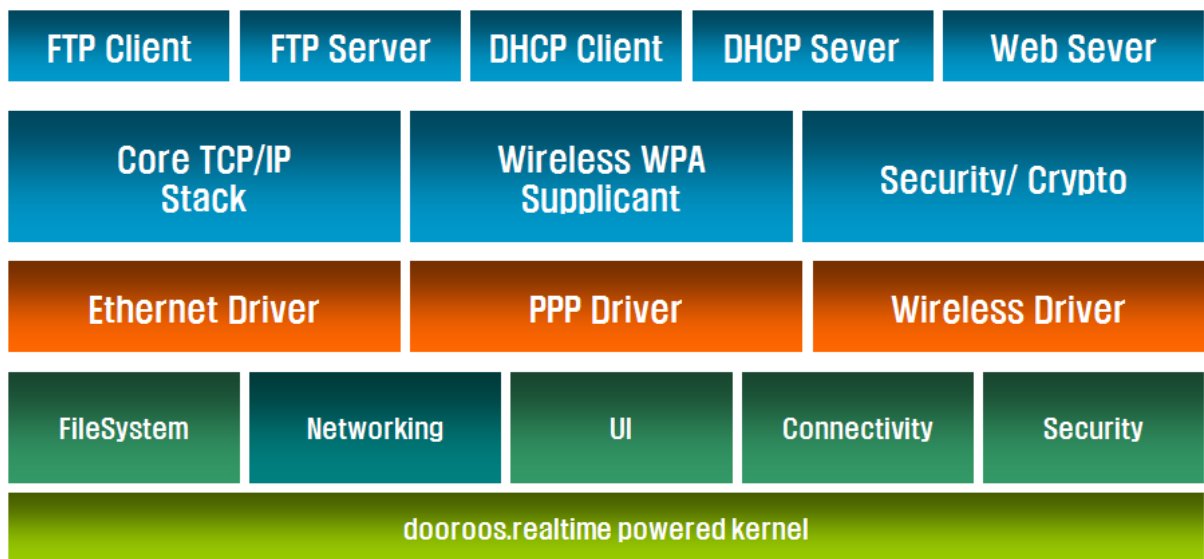 FTP Client
FTP Server
DHCP Client
DHCP Sever
Web Sever
Core TCP/IP
Stack
Wireless WPA
Supplicant
Security/ Crypto
Ethernet Driver
PPP Driver
Wireless Driver
FileSystem
Networking
UI
Connectivity
Security
dooroos.realtime powered kernel